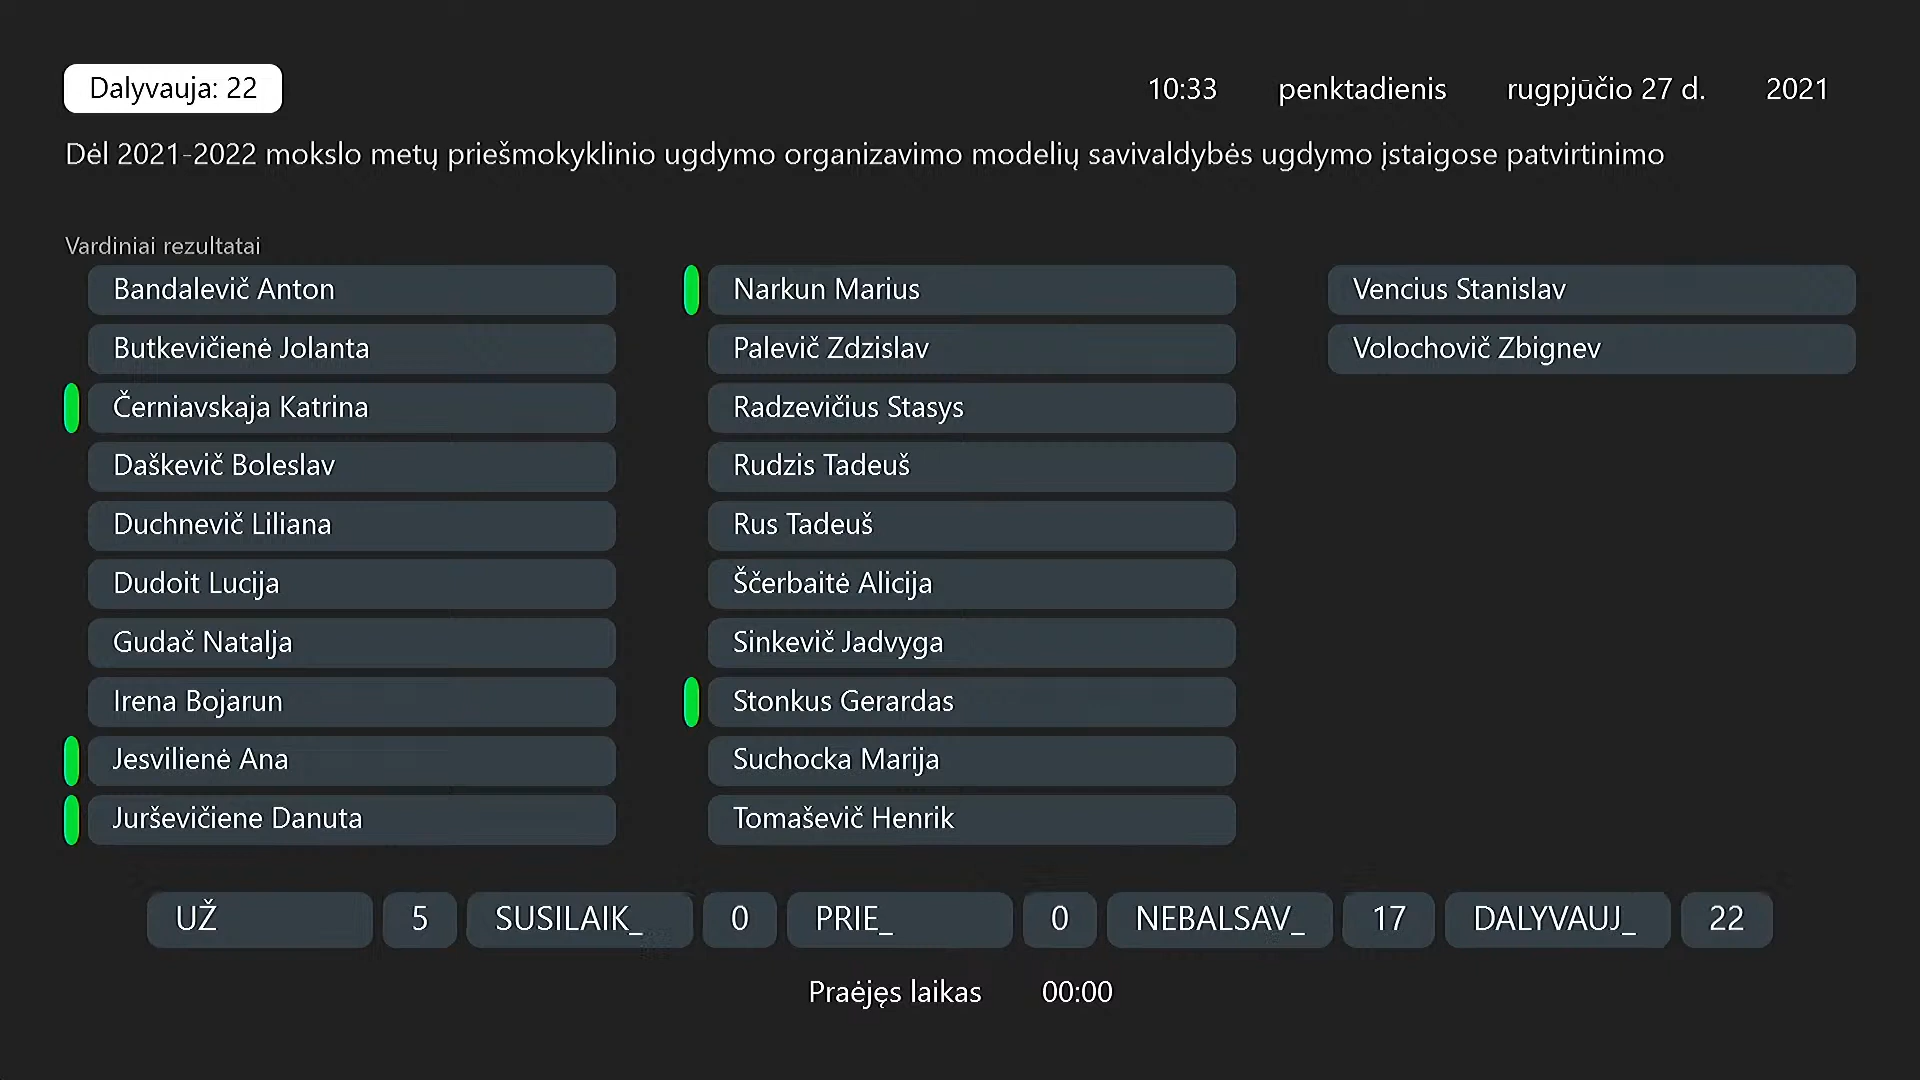 Dalyvauja: 22
10:33 penktadienis rugpjūčio 27 d. 2021
Dėl 2021-2022 mokslo metų priešmokyklinio ugdymo organizavimo modelių savivaldybės ugdymo įstaigose patvirtinimo
Vardiniai rezultatai
Bandalevič Anton
Butkevičienė Jolanta
Černiavskaja Katrina
Daškevič Boleslav
Duchnevič Liliana
Dudoit Lucija
Gudač Natalja
Irena Bojarun
Jesvilienė Ana
Jurševičiene Danuta
Narkun Marius
Palevič Zdzislav
Radzevičius Stasys
Rudzis Tadeuš
Rus Tadeuš
Ščerbaitė Alicija
Sinkevič Jadvyga
Stonkus Gerardas
Suchocka Marija
Tomaševič Henrik
Vencius Stanislav
Volochovič Zbignev
UŽ 5 SUSILAIK_ 0 PRIE_ 0 NEBALSAV_ 17 DALYVAUJ_ 22
Praėjęs laikas 00:00